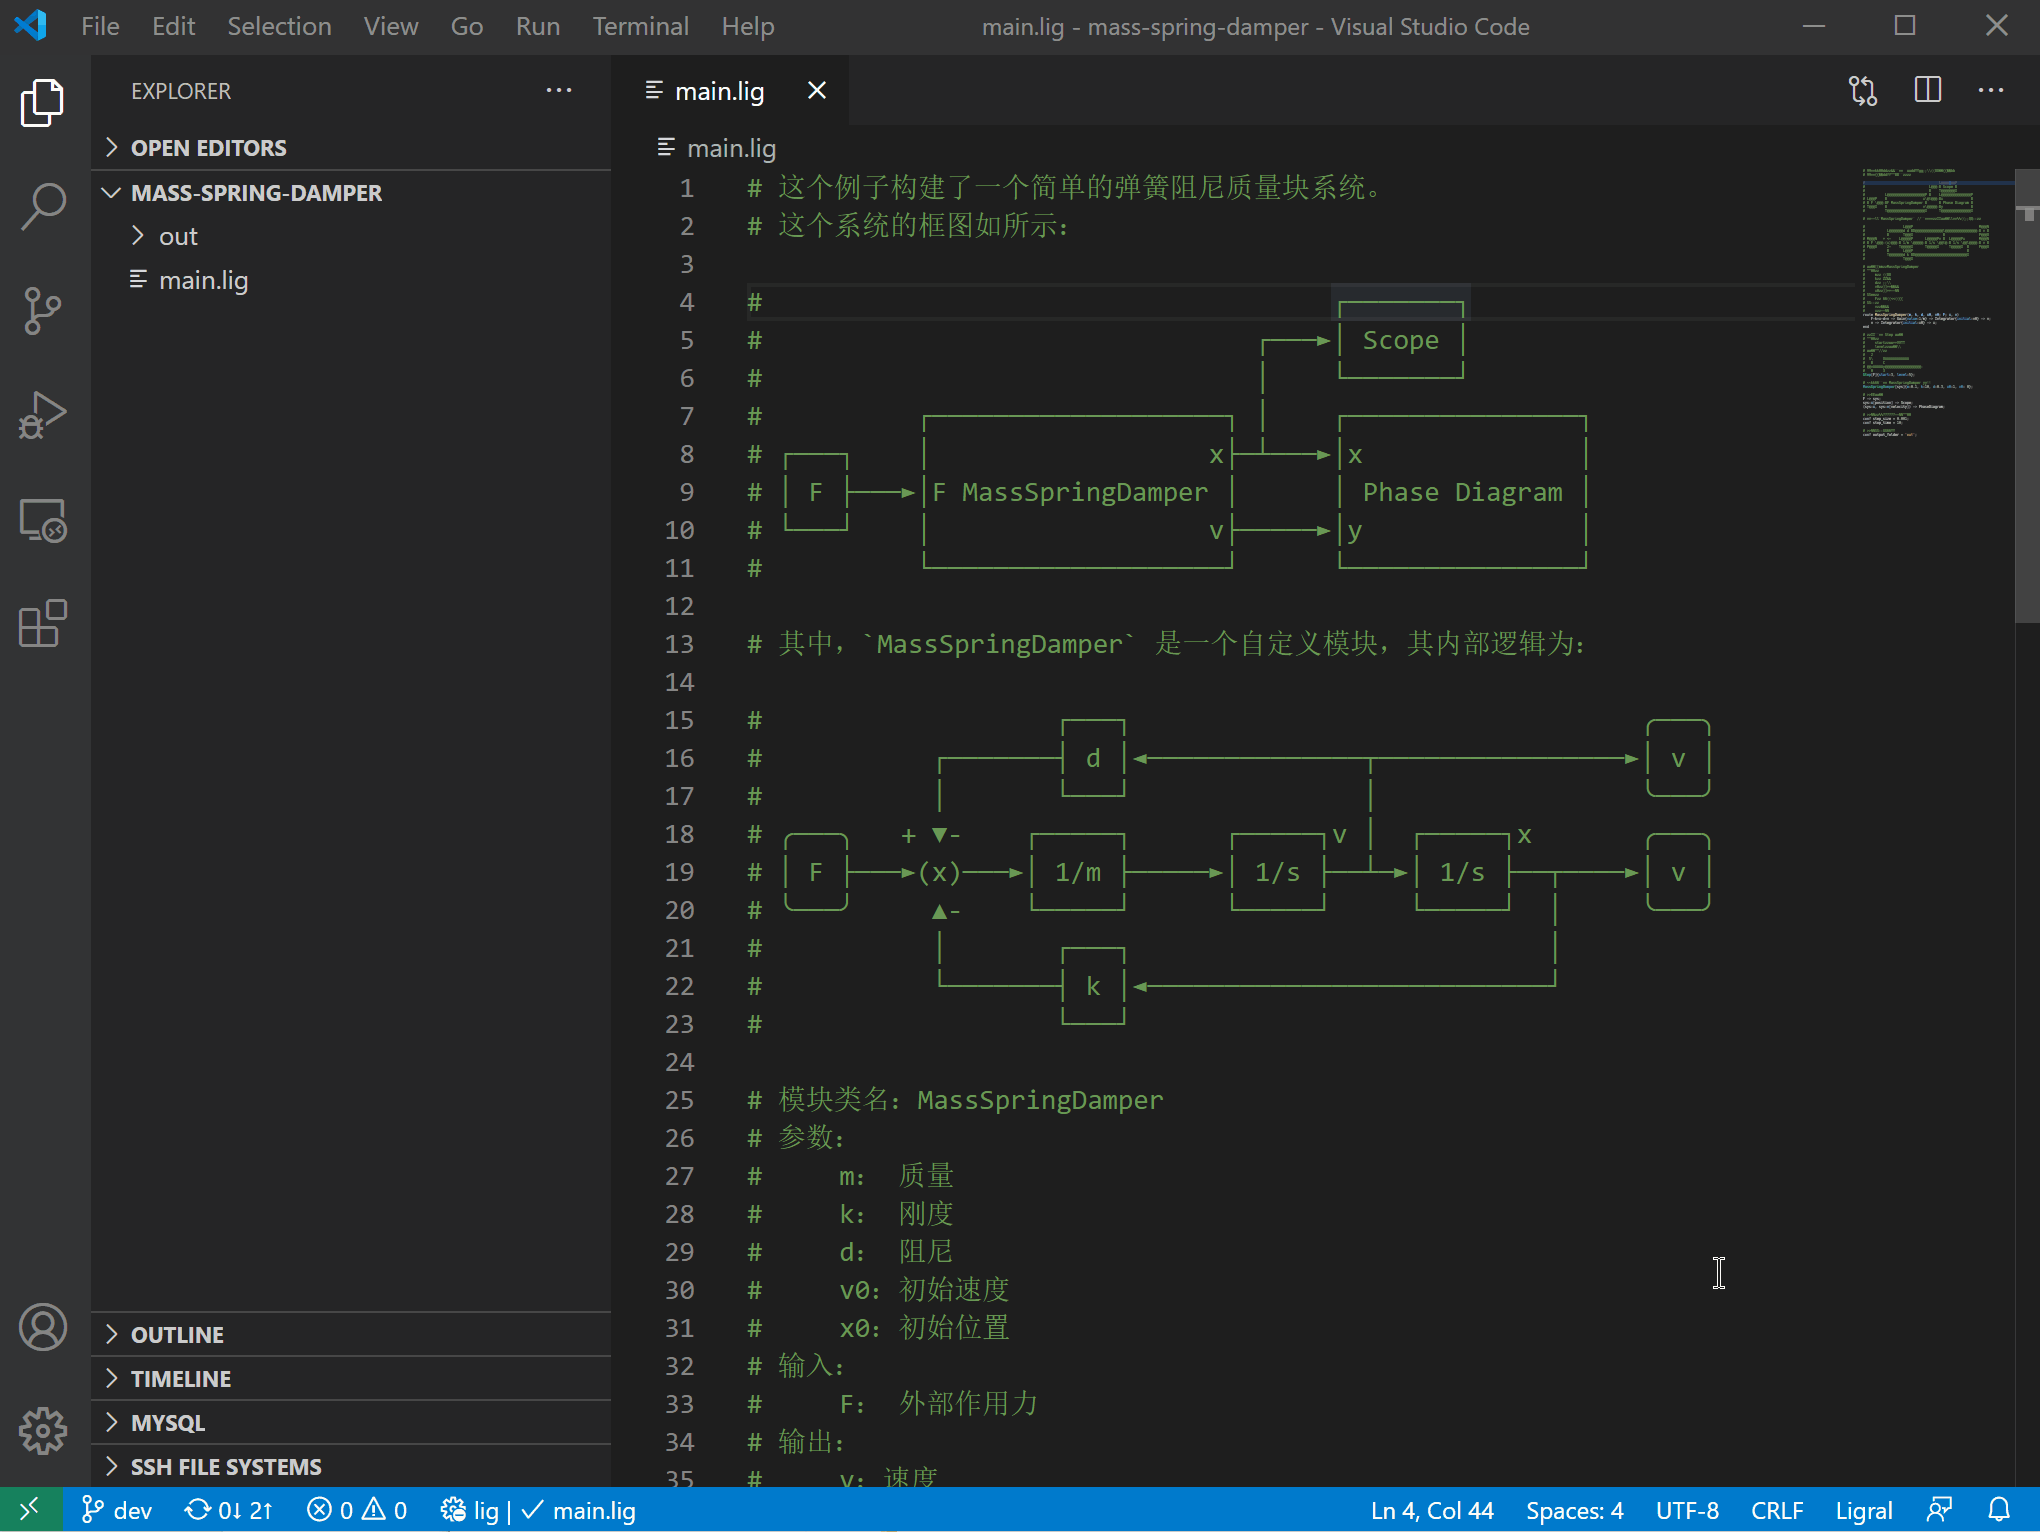 File Edit Selection View Go Run Terminal Help main.lig - mass-spring-damper - Visual Studio Code
EXPLORER
OPEN EDITORS
MASS-SPRING-DAMPER
out
main.lig
OUTLINE
TIMELINE
MYSQL
SSH FILE SYSTEMS
main.lig
main.lig
1 # 这个例子构建了一个简单的弹簧阻尼质量块系统。
2 # 这个系统的框图如所示：
3
4 #
5 # Scope
6 #
7 #
8 # x x
9 # F F MassSpringDamper Phase Diagram
10 # v y
11 #
12
13 # 其中，`MassSpringDamper` 是一个自定义模块，其内部逻辑为：
14
15 #
16 # d v
17 #
18 # + - v x
19 # F (x) 1/m 1/s 1/s v
20 # -
21 #
22 # k
23 #
24
25 # 模块类名：MassSpringDamper
26 # 参数：
27 # m： 质量
28 # k： 刚度
29 # d： 阻尼
30 # v0：初始速度
31 # x0：初始位置
32 # 输入：
33 # F： 外部作用力
34 # 输出：
35 # v：速度
dev 0↓ 2↑ 0 0 lig | ✓ main.lig Ln 4, Col 44 Spaces: 4 UTF-8 CRLF Ligral